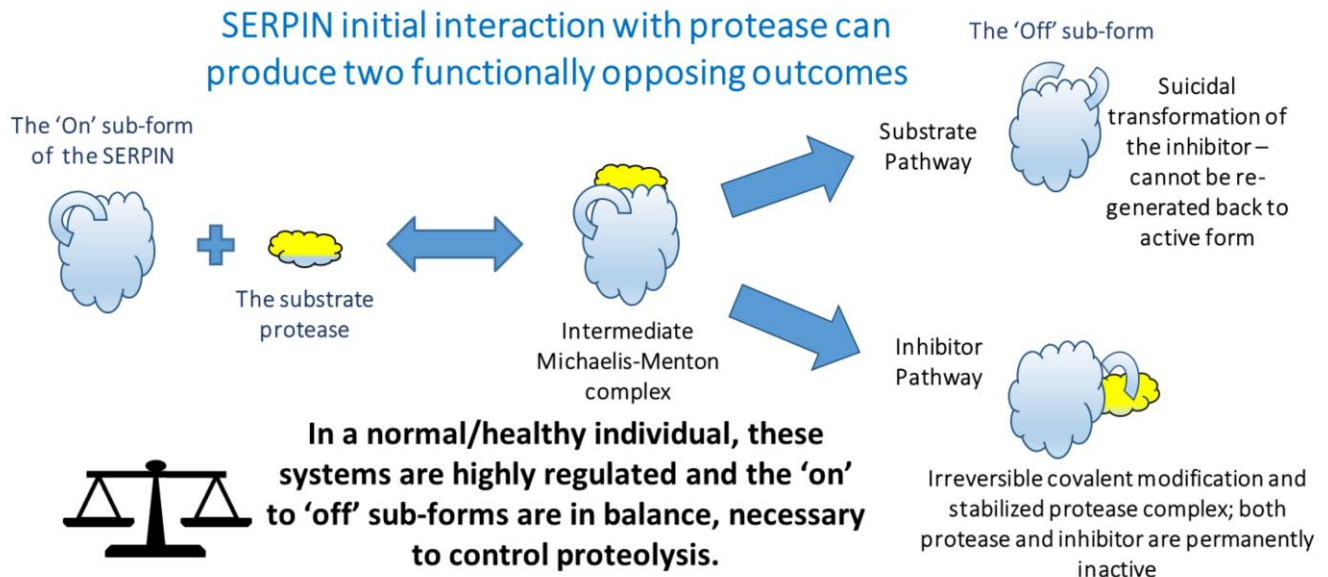 SERPIN initial interaction with protease can
produce two functionally opposing outcomes
The 'On' sub-form
of the SERPIN
The substrate
protease
Intermediate
Michaelis-Menton
complex
Substrate
Pathway
The 'Off' sub-form
Suicidal
transformation of
the inhibitor –
cannot be re-
generated back to
active form
Inhibitor
Pathway
Irreversible covalent modification and
stabilized protease complex; both
protease and inhibitor are permanently
inactive
In a normal/healthy individual, these
systems are highly regulated and the 'on'
to 'off' sub-forms are in balance, necessary
to control proteolysis.